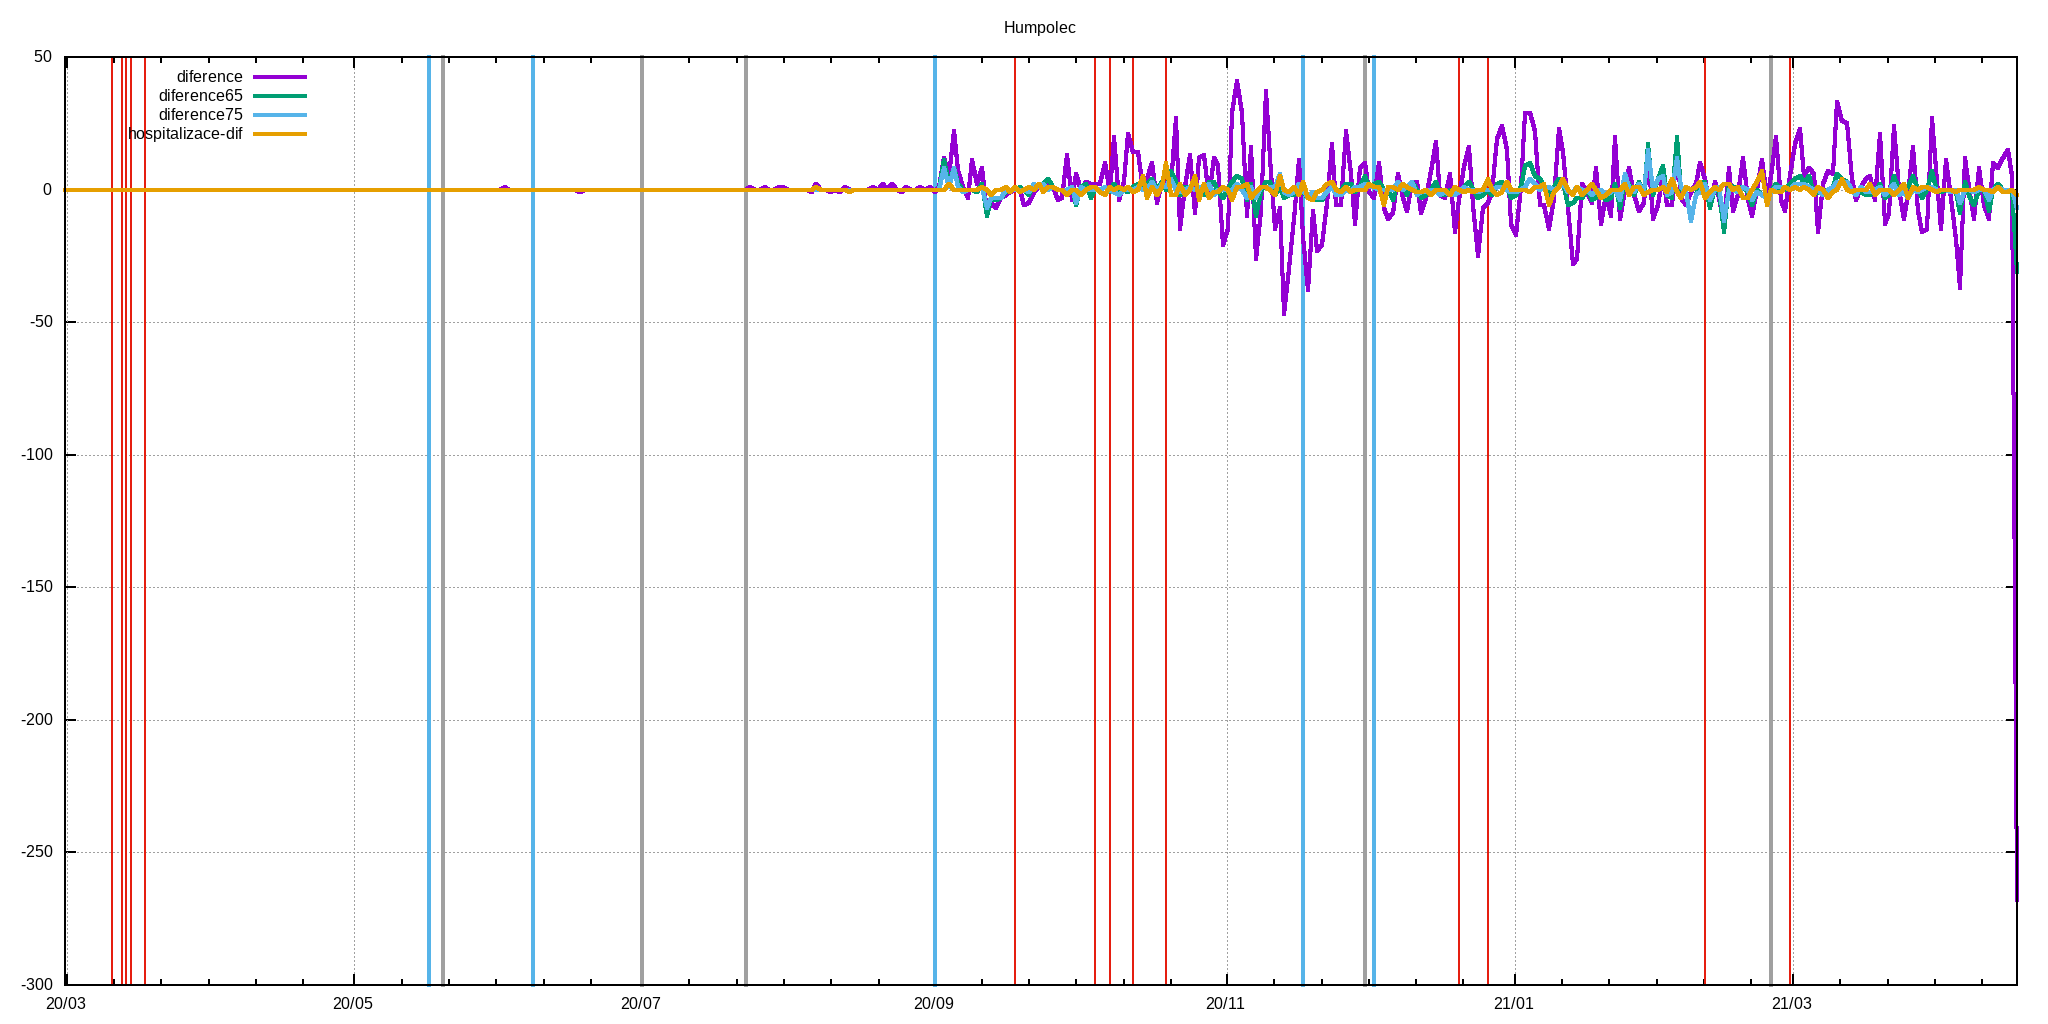 Humpolec
50
diference
diference65
diference75
hospitalizace-dif
0
-50
-100
-150
-200
-250
-300
20/03 20/05 20/07 20/09 20/11 21/01 21/03